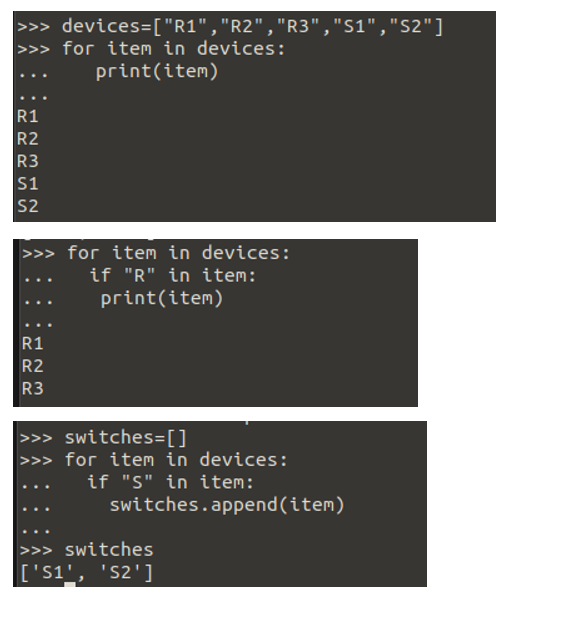 >>> devices=["R1","R2","R3","S1","S2"]
>>> for item in devices:
...    print(item)
...
R1
R2
R3
S1
S2
>>> for item in devices:
...   if "R" in item:
...    print(item)
...
R1
R2
R3
>>> switches=[]
>>> for item in devices:
...   if "S" in item:
...     switches.append(item)
...
>>> switches
['S1', 'S2']